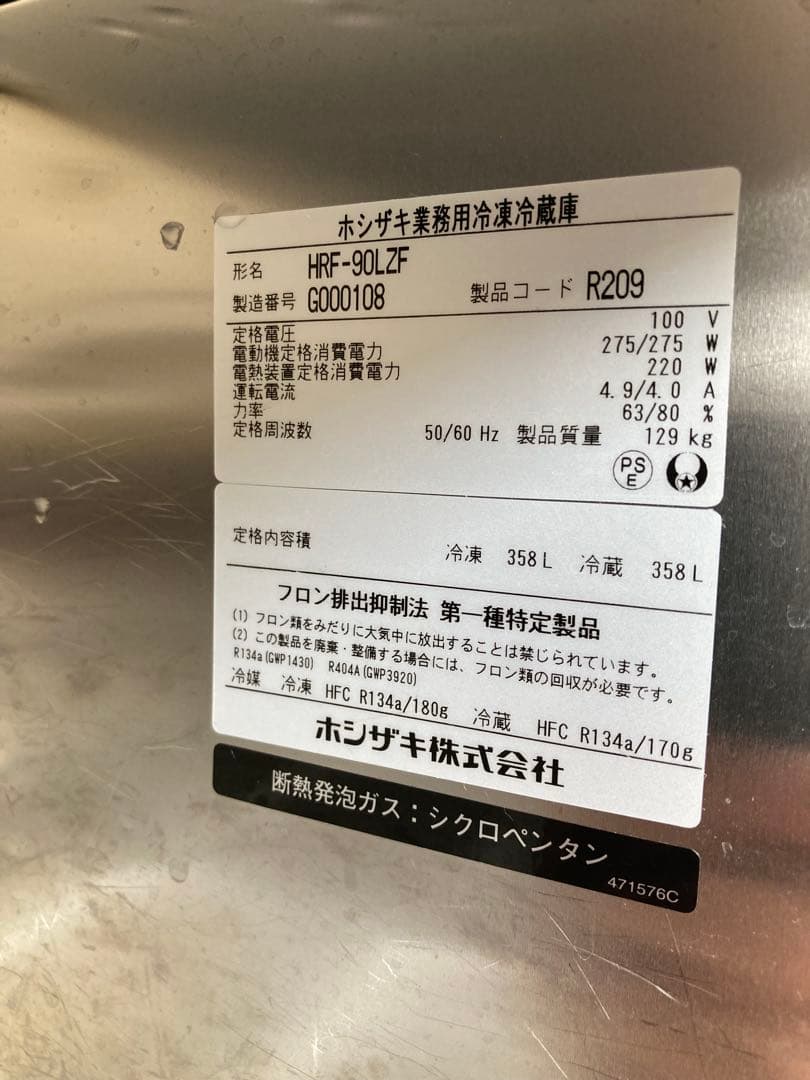 ホシザキ業務用冷凍冷蔵庫
形名 HRF-90LZF
製造番号 G000108 製品コード R209
定格電圧 100 V
電動機定格消費電力 275/275 W
電熱装置定格消費電力 220 W
運転電流 4.9/4.0 A
力率 63/80 %
定格周波数 50/60 Hz 製品質量 129 kg
PS
E
定格内容積 冷凍 358L 冷蔵 358L
フロン排出抑制法 第一種特定製品
(1) フロン類をみだりに大気中に放出することは禁じられています。
(2) この製品を廃棄・整備する場合には、フロン類の回収が必要です。
R134a(GWP1430) R404A(GWP3920)
冷媒 冷凍 HFC R134a/180g 冷蔵 HFC R134a/170g
ホシザキ株式会社
断熱発泡ガス：シクロペンタン
471576C